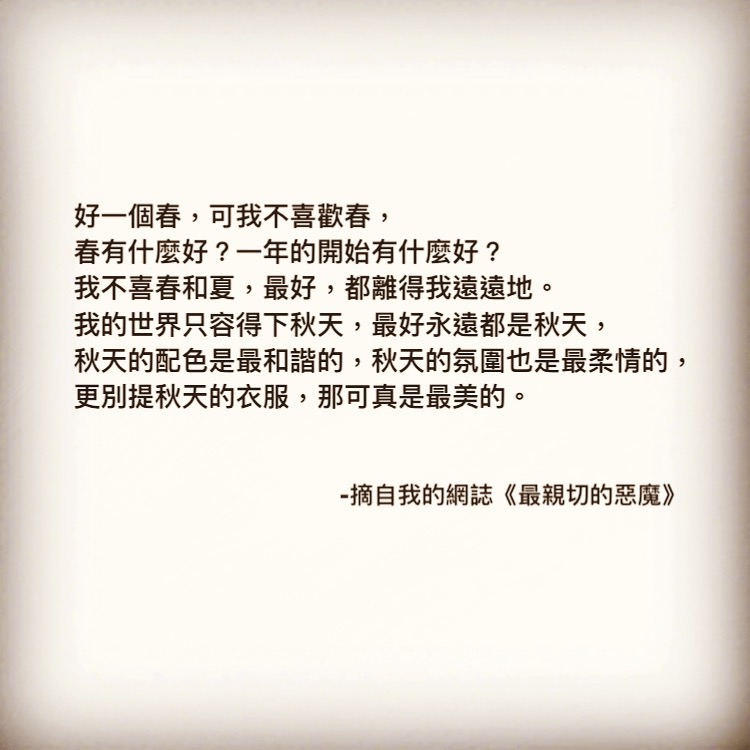 好一個春，可我不喜歡春，
春有什麼好？一年的開始有什麼好？
我不喜春和夏，最好，都離得我遠遠地。
我的世界只容得下秋天，最好永遠都是秋天，
秋天的配色是最和諧的，秋天的氛圍也是最柔情的，
更別提秋天的衣服，那可真是最美的。
-摘自我的網誌《最親切的惡魔》